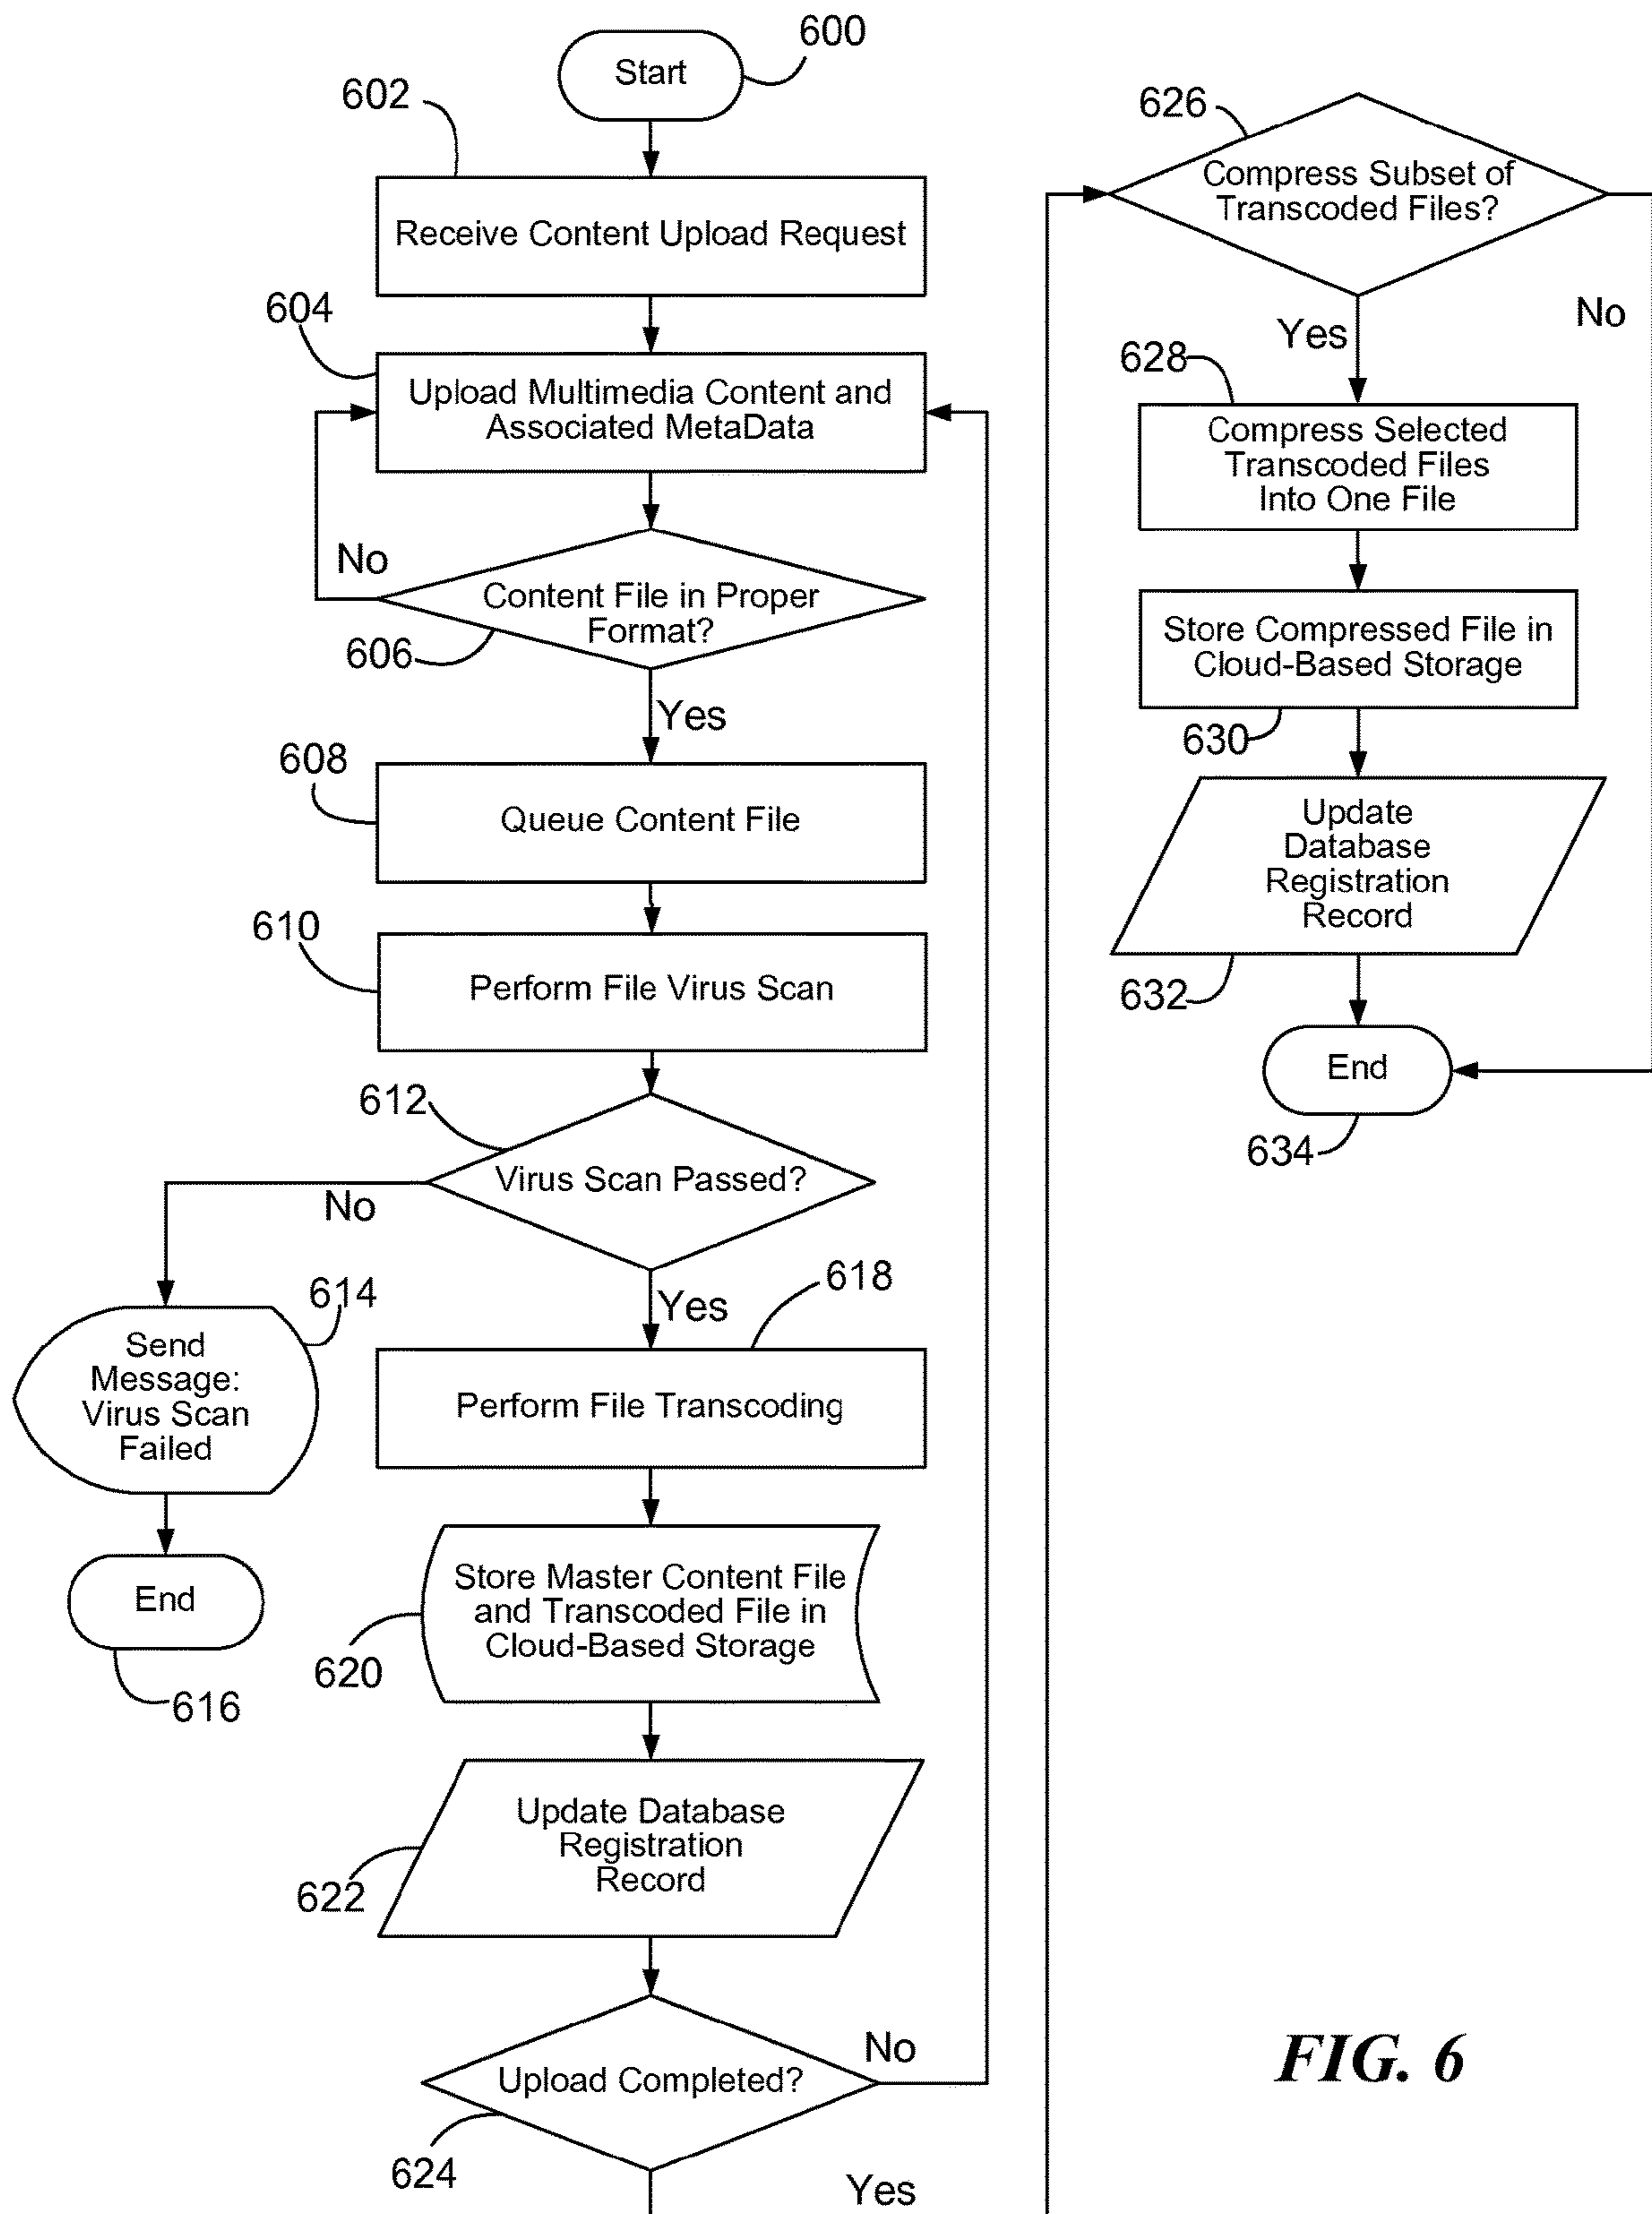 600
Start
602
Receive Content Upload Request
604
Upload Multimedia Content and
Associated MetaData
No
Content File in Proper
Format?
606
Yes
608
Queue Content File
610
Perform File Virus Scan
612
Virus Scan Passed?
No
614
Send
Message:
Virus Scan
Failed
End
616
Yes
618
Perform File Transcoding
Store Master Content File
and Transcoded File in
Cloud-Based Storage
620
Update Database
Registration
Record
622
Upload Completed?
No
624
Yes
626
Compress Subset of
Transcoded Files?
No
Yes
628
Compress Selected
Transcoded Files
Into One File
Store Compressed File in
Cloud-Based Storage
630
Update
Database
Registration
Record
632
End
634
FIG. 6